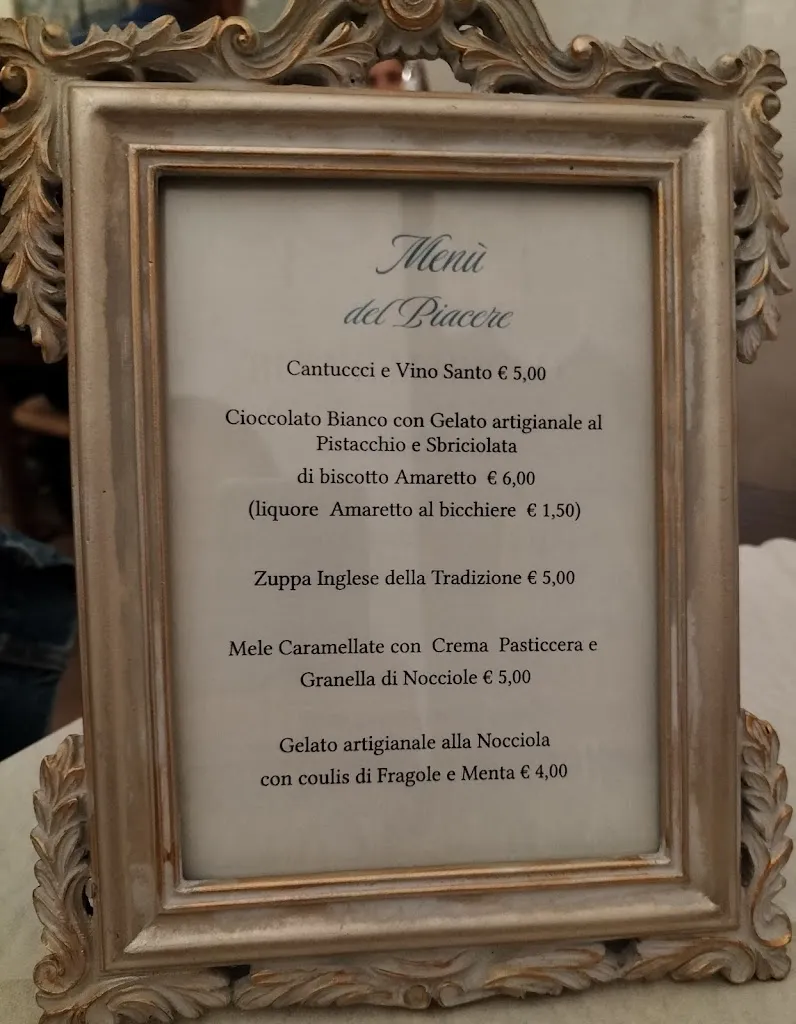 Menù
del Piacere
Cantuccci e Vino Santo € 5,00
Cioccolato Bianco con Gelato artigianale al
Pistacchio e Sbriciolata
di biscotto Amaretto € 6,00
(liquore Amaretto al bicchiere € 1,50)
Zuppa Inglese della Tradizione € 5,00
Mele Caramellate con Crema Pasticcera e
Granella di Nocciole € 5,00
Gelato artigianale alla Nocciola
con coulis di Fragole e Menta € 4,00